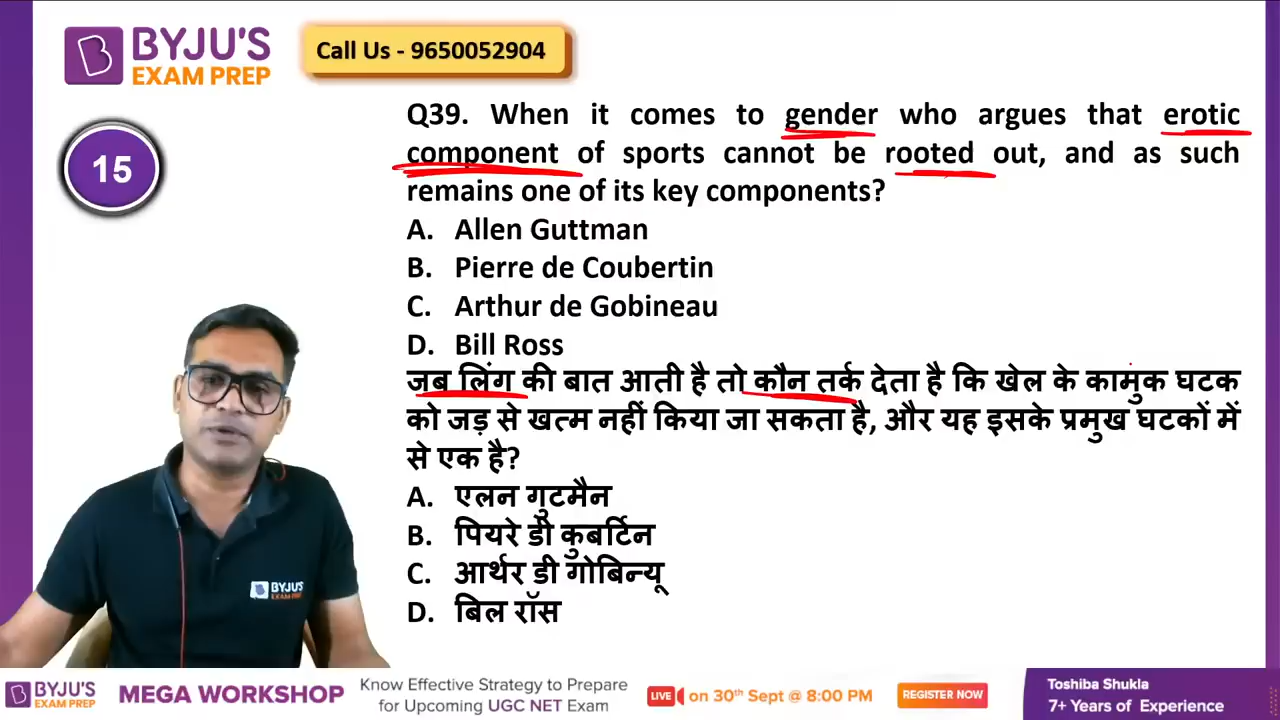 BYJU'S
EXAM PREP
Call Us - 9650052904
15
Q39. When it comes to gender who argues that erotic
component of sports cannot be rooted out, and as such
remains one of its key components?
A. Allen Guttman
B. Pierre de Coubertin
C. Arthur de Gobineau
D. Bill Ross
जब लिंग की बात आती है तो कौन तर्क देता है कि खेल के कामुक घटक
को जड़ से खत्म नहीं किया जा सकता है, और यह इसके प्रमुख घटकों में
से एक है?
A. एलन गुटमैन
B. पियरे डी कुबर्टिन
C. आर्थर डी गोबिन्यू
D. बिल रॉस
BYJU'S
EXAM PREP
BYJU'S
EXAM PREP
MEGA WORKSHOP
Know Effective Strategy to Prepare
for Upcoming UGC NET Exam
LIVE on 30th Sept @ 8:00 PM
REGISTER NOW
Toshiba Shukla
7+ Years of Experience